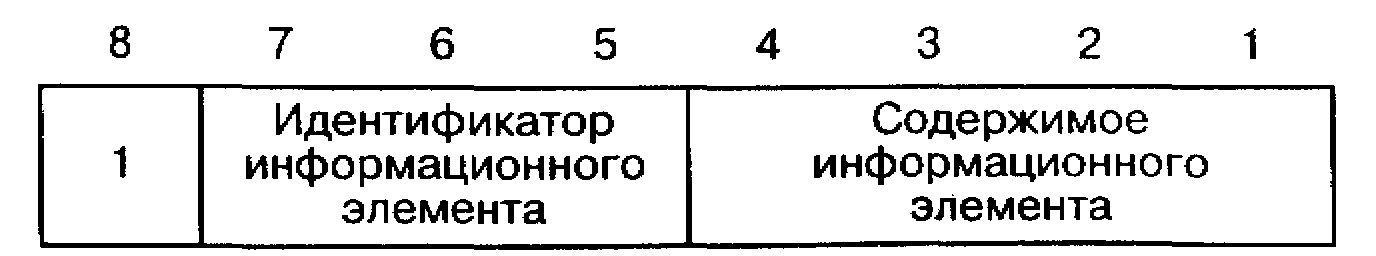 8 7 6 5 4 3 2 1
1
Идентификатор
информационного
элемента
Содержимое
информационного
элемента